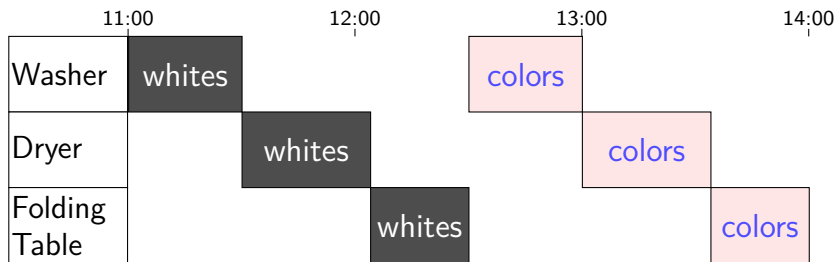 11:00 12:00 13:00 14:00
Washer whites colors
Dryer whites colors
Folding
Table whites colors